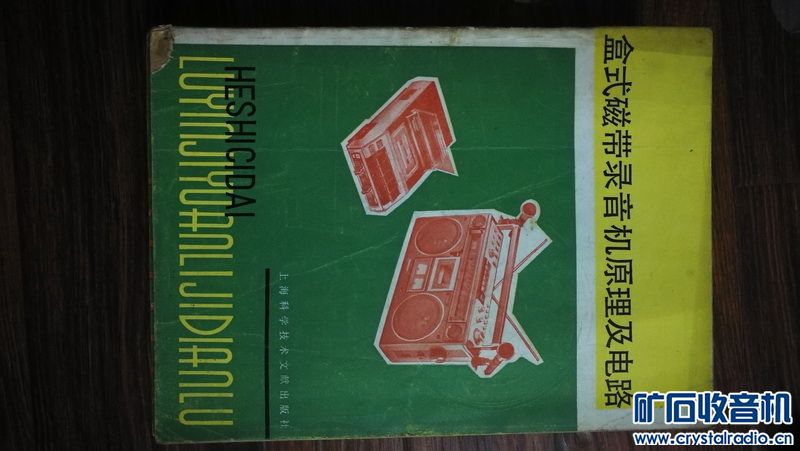 盒式磁带录音机原理及电路
HESHICIDAI
LUYINJIYUANLIJIDIANLU
上海科学技术文献出版社
矿石收音机
www.crystalradio.cn